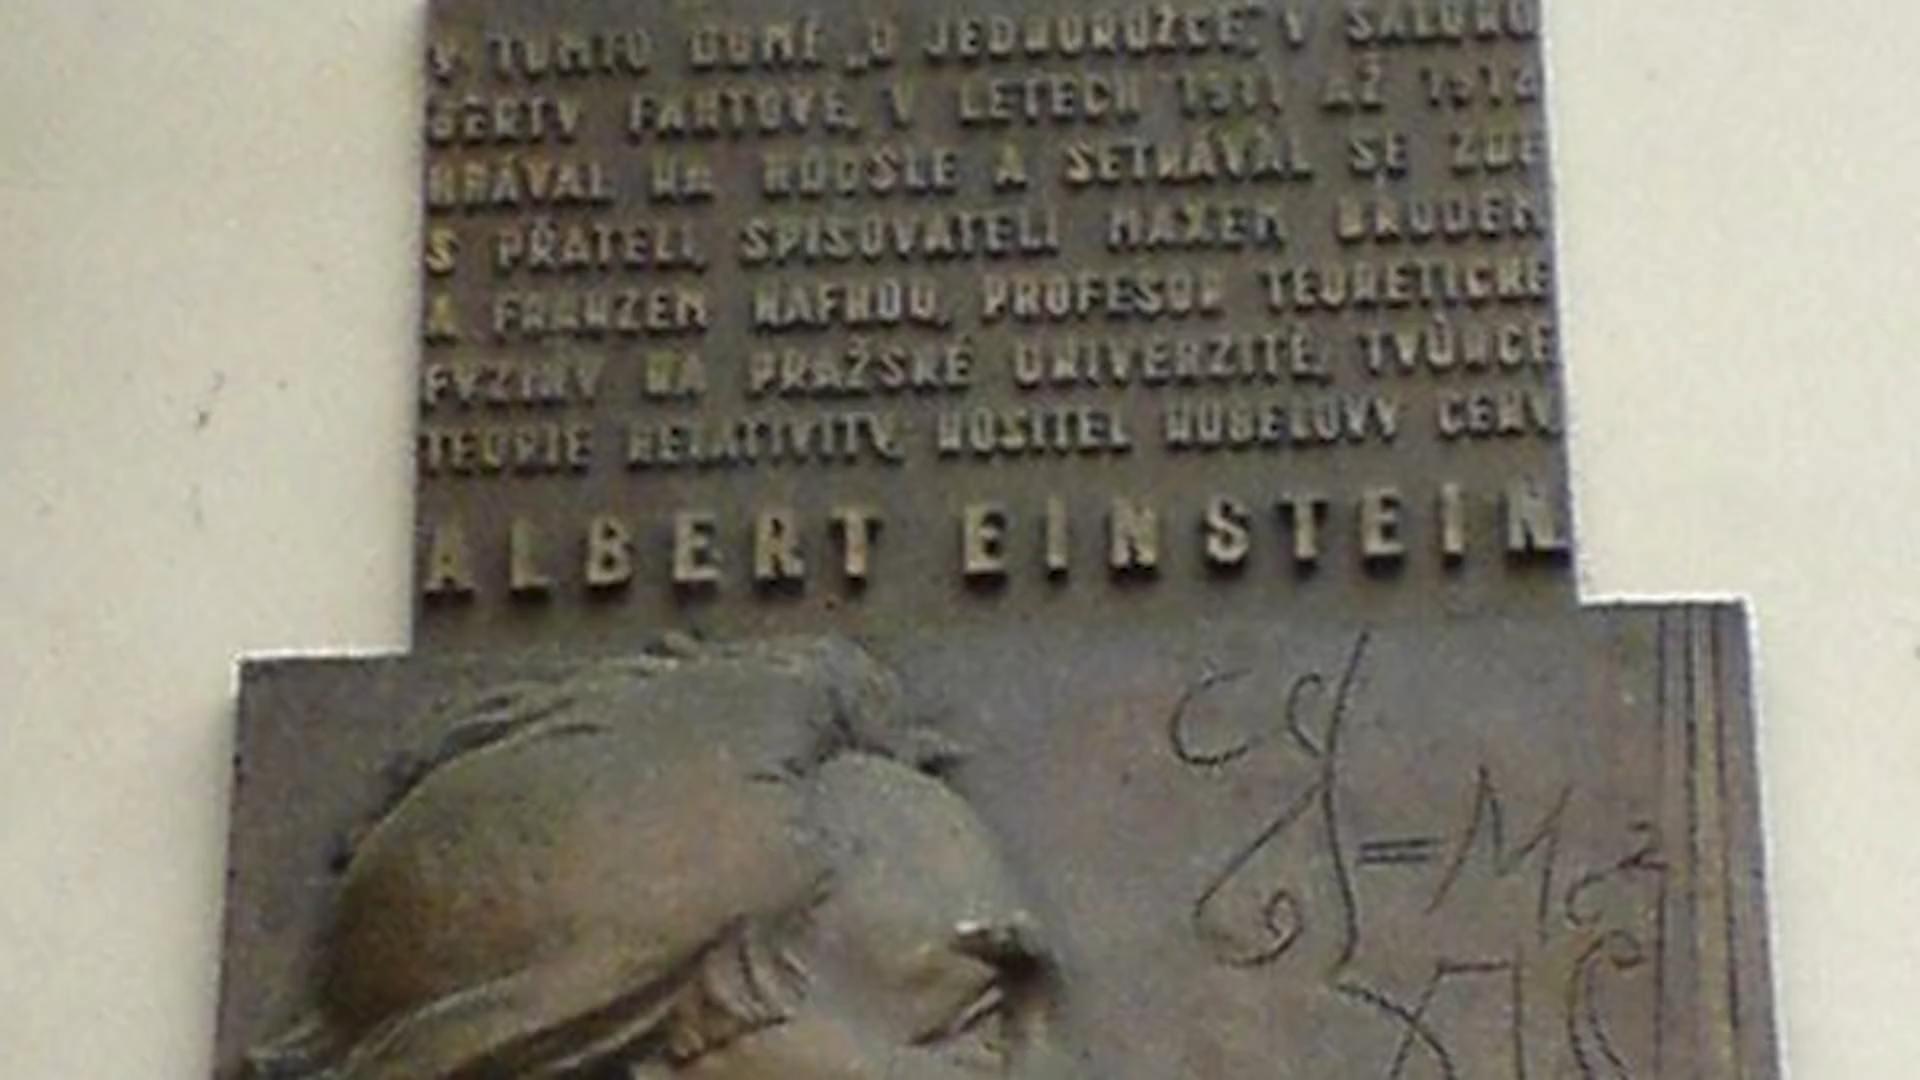 V TOMTO DOMĚ „U JEDNOROŽCE“, V SALONU
BERTY FANTOVÉ, V LETECH 1911 AŽ 1912
HRÁVAL NA HOUSLE A SETKÁVAL SE ZDE
S PŘÁTELI, SPISOVATELI MAXEM BRODEM
A FRANZEM KAFKOU, PROFESOR TEORETICKÉ
FYZIKY NA PRAŽSKÉ UNIVERZITĚ, TVŮRCE
TEORIE RELATIVITY, NOSITEL NOBELOVY CENY
ALBERT EINSTEIN
= Mc²